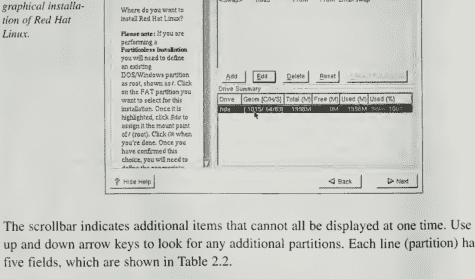 graphical installa-
tion of Red Hat
Linux.
Where do you want to
install Red Hat Linux?
Please note: If you are
performing a
Partitionless Installation
you will need to define
an existing
DOS/Windows partition
as root, shown as /. Click
on the FAT partition you
want to select for this
installation. Once it is
highlighted, click Edit to
assign it the mount point
of / (root). Click OK when
you're done. Once you
have confirmed this
choice, you will need to
Add Edit Delete Reset
Drive Summary
Drive Geom [C/H/S] Total (M) Free (M) Used (M) Used (%)
hda 0M
? Hide Help
Back Next
The scrollbar indicates additional items that cannot all be displayed at one time. Use
up and down arrow keys to look for any additional partitions. Each line (partition) ha
five fields, which are shown in Table 2.2.